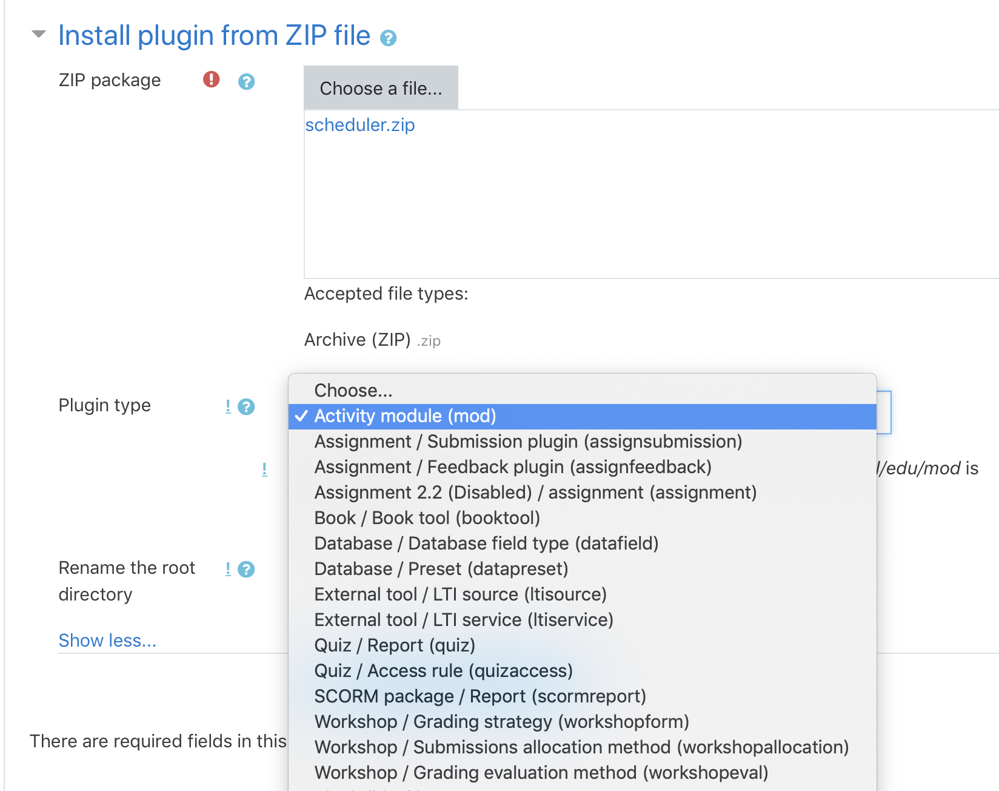 Install plugin from ZIP file
ZIP package
Choose a file...
scheduler.zip
Accepted file types:
Archive (ZIP) .zip
Plugin type
Choose...
Activity module (mod)
Assignment / Submission plugin (assignsubmission)
Assignment / Feedback plugin (assignfeedback)
/edu/mod is
Assignment 2.2 (Disabled) / assignment (assignment)
Book / Book tool (booktool)
Database / Database field type (datafield)
Rename the root
directory
Database / Preset (datapreset)
External tool / LTI source (ltisource)
External tool / LTI service (ltiservice)
Show less...
Quiz / Report (quiz)
Quiz / Access rule (quizaccess)
SCORM package / Report (scormreport)
Workshop / Grading strategy (workshopform)
There are required fields in this
Workshop / Submissions allocation method (workshopallocation)
Workshop / Grading evaluation method (workshopeval)